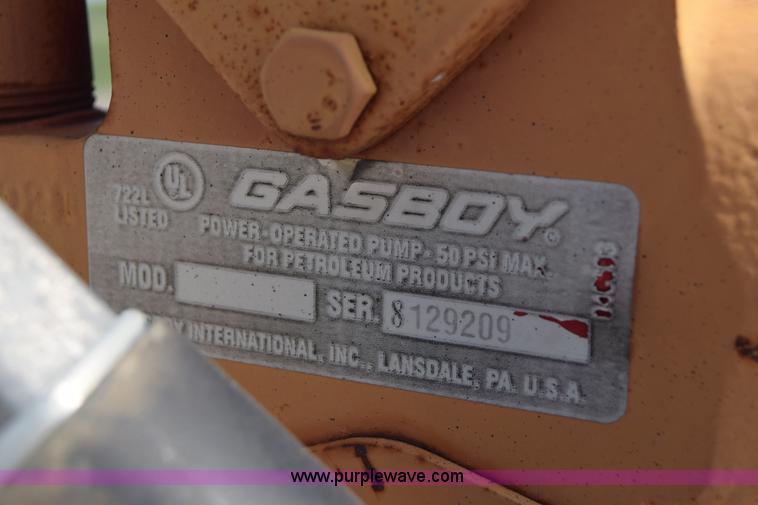 UL
722L
LISTED
GASBOY®
POWER-OPERATED PUMP - 50 PSI MAX.
FOR PETROLEUM PRODUCTS
MOD. SER. 8129209
INTERNATIONAL, INC., LANSDALE, PA. U.S.A.
www.purplewave.com